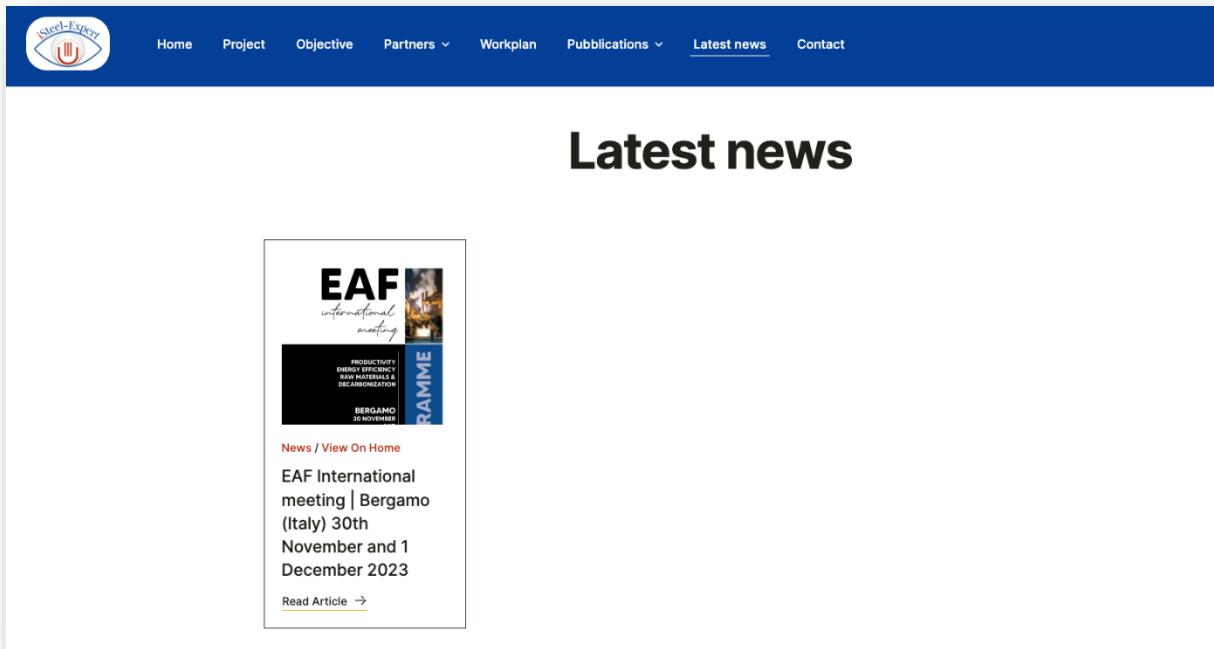 iSteel-Expert
Home Project Objective Partners Workplan Pubblications Latest news Contact
Latest news
EAF
international
meeting
PRODUCTIVITY
ENERGY EFFICIENCY
RAW MATERIALS &
DECARBONIZATION
BERGAMO
30 NOVEMBER
RAMME
News / View On Home
EAF International
meeting | Bergamo
(Italy) 30th
November and 1
December 2023
Read Article →